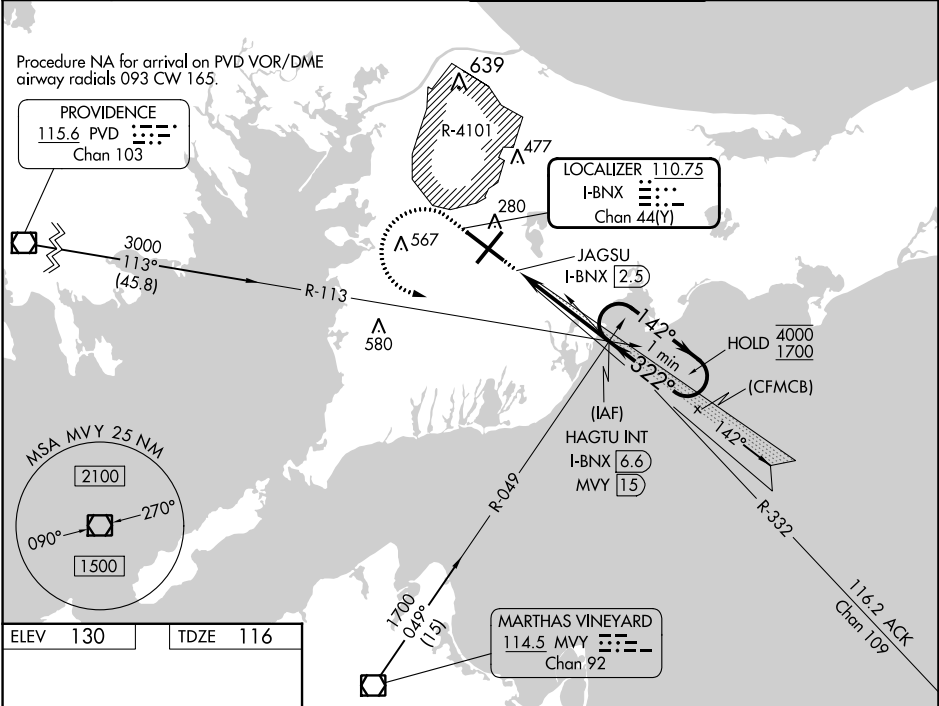 Procedure NA for arrival on PVD VOR/DME
airway radials 093 CW 165.
PROVIDENCE
115.6 PVD
Chan 103
639
R-4101
477
LOCALIZER 110.75
I-BNX
Chan 44(Y)
280
567
JAGSU
I-BNX 2.5
3000
113°
(45.8)
R-113
580
142°
1 min
322°
HOLD 4000
1700
(CFMCB)
142°
(IAF)
HAGTU INT
I-BNX 6.6
MVY 15
MSA MVY 25 NM
2100
270°
090°
1500
R-049
R-332
116.2 ACK
Chan 109
1700
049°
(15)
MARTHAS VINEYARD
114.5 MVY
Chan 92
ELEV 130
TDZE 116